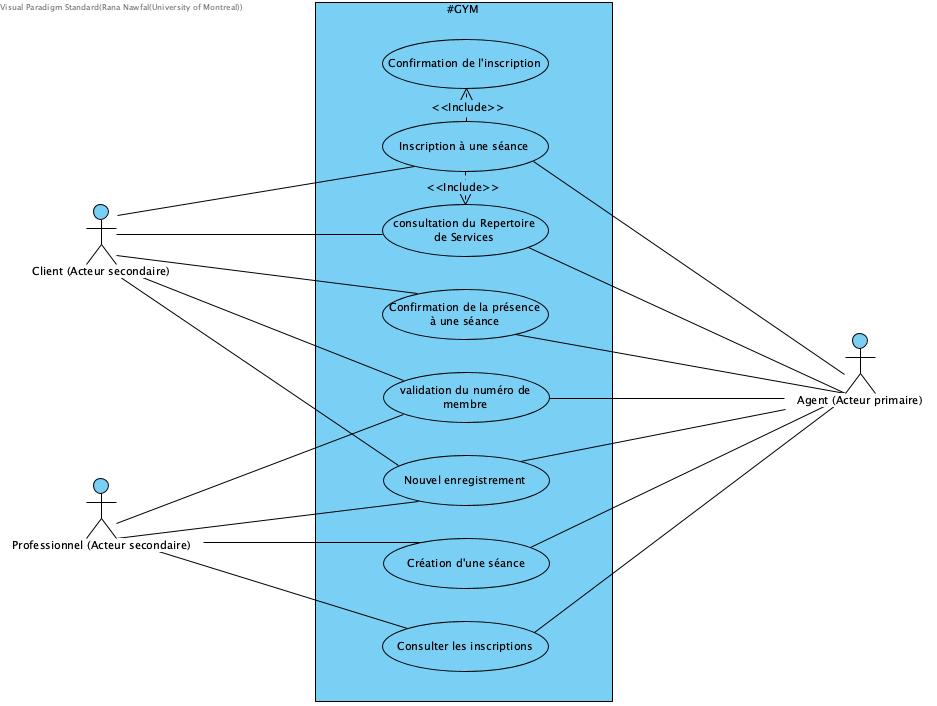 Visual Paradigm Standard(Rana Nawfal(University of Montreal))
#GYM
Confirmation de l'inscription
<<Include>>
Inscription à une séance
<<Include>>
consultation du Repertoire
de Services
Client (Acteur secondaire)
Confirmation de la présence
à une séance
validation du numéro de
membre
Agent (Acteur primaire)
Nouvel enregistrement
Professionnel (Acteur secondaire)
Création d'une séance
Consulter les inscriptions